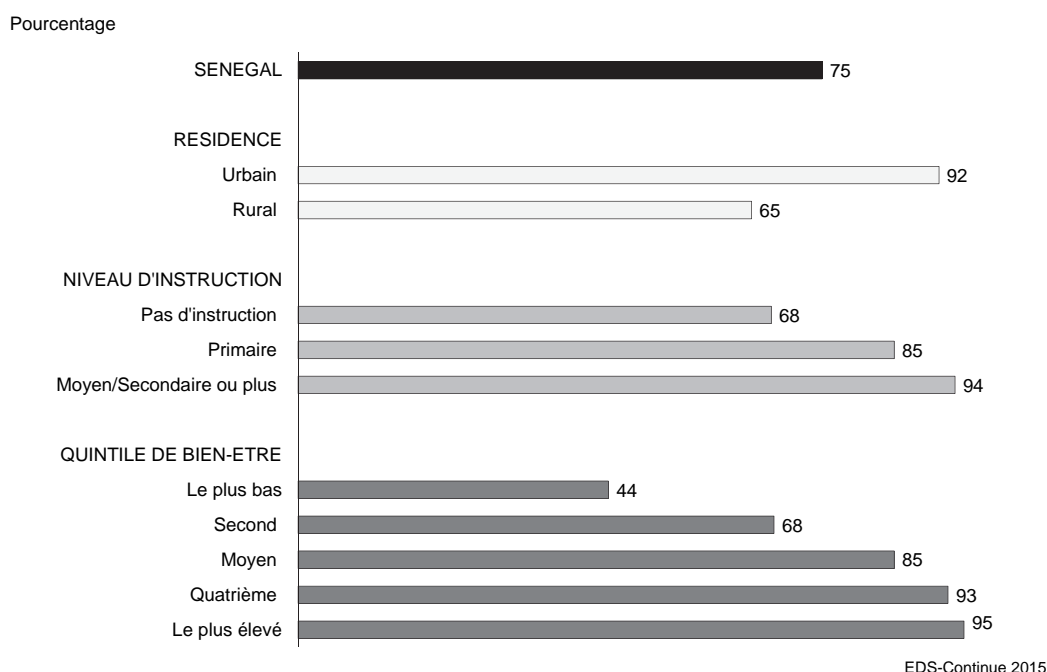 Pourcentage
SENEGAL 75
RESIDENCE
Urbain 92
Rural 65
NIVEAU D'INSTRUCTION
Pas d'instruction 68
Primaire 85
Moyen/Secondaire ou plus 94
QUINTILE DE BIEN-ETRE
Le plus bas 44
Second 68
Moyen 85
Quatrième 93
Le plus élevé 95
EDS-Continue 2015